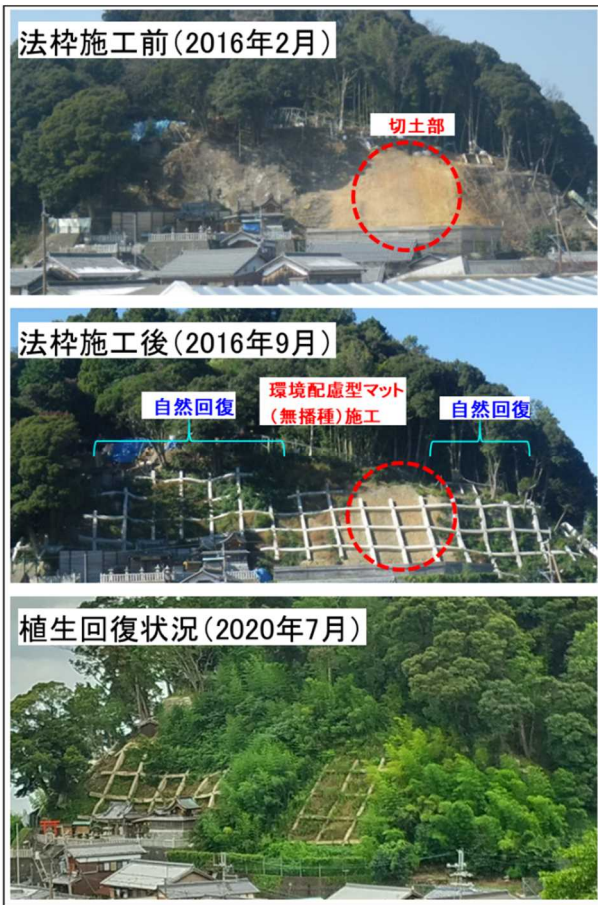 法枠施工前(2016年2月)
切土部
法枠施工後(2016年9月)
自然回復
環境配慮型マット
(無播種)施工
自然回復
植生回復状況(2020年7月)